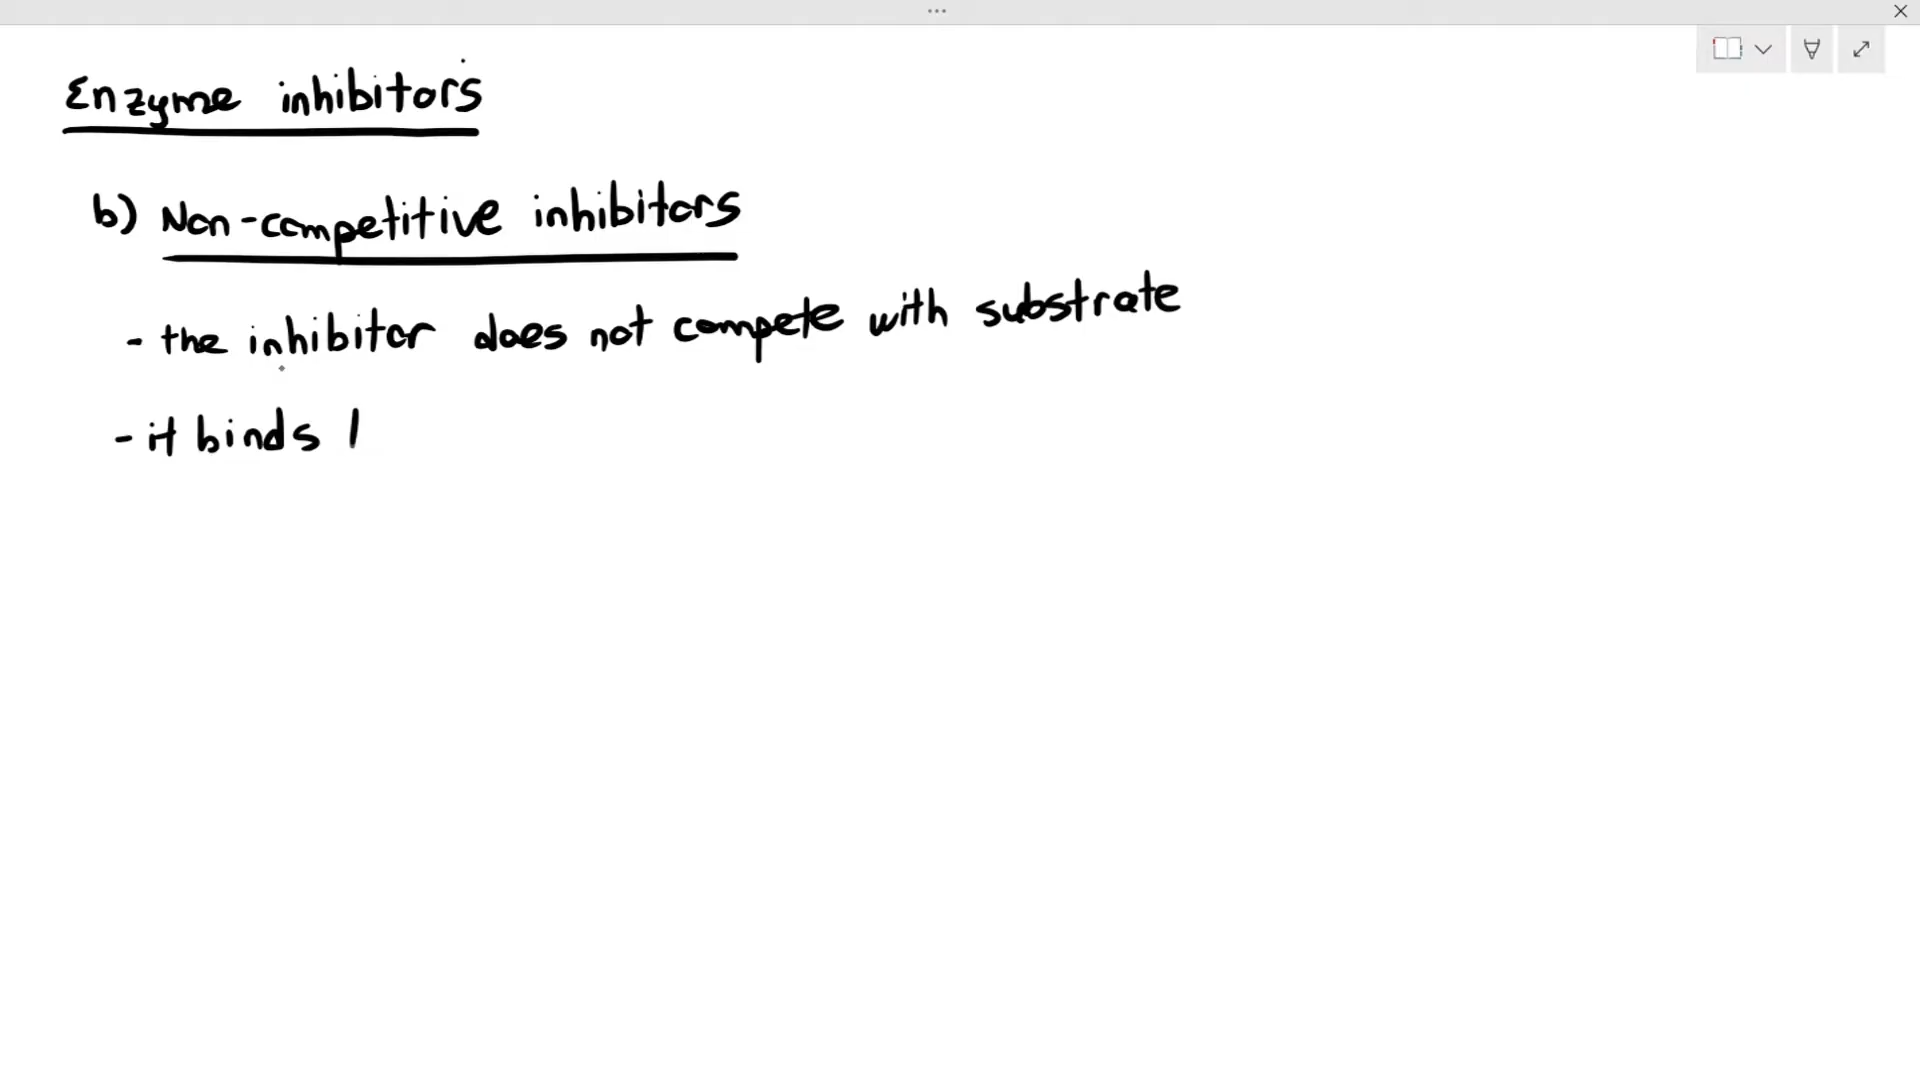 Enzyme inhibitors
b) Non-competitive inhibitors
- the inhibitor does not compete with substrate
- it binds